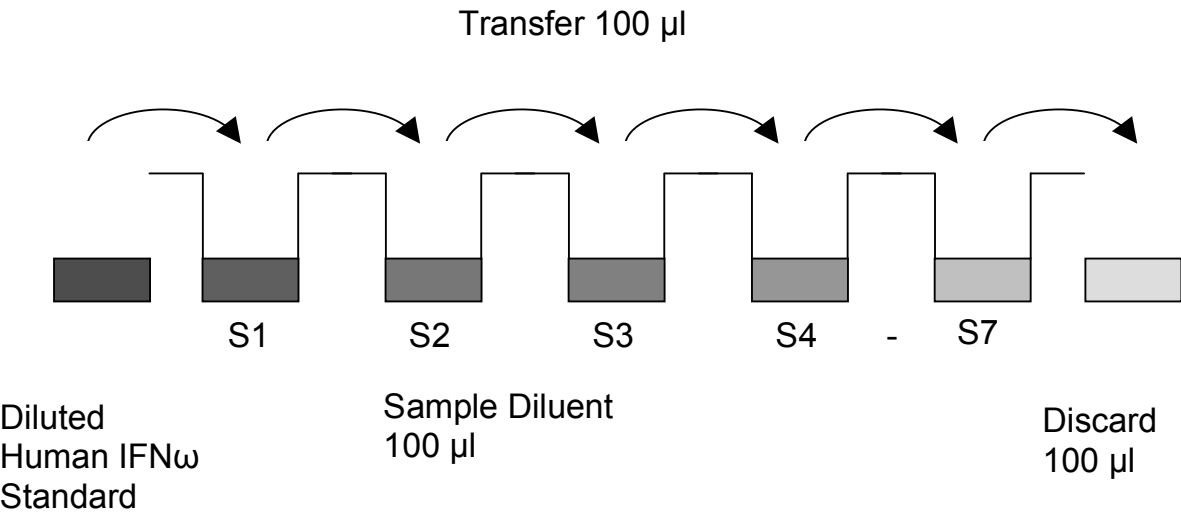 Transfer 100 µl
S1 S2 S3 S4 - S7
Diluted
Human IFNω
Standard
Sample Diluent
100 µl
Discard
100 µl